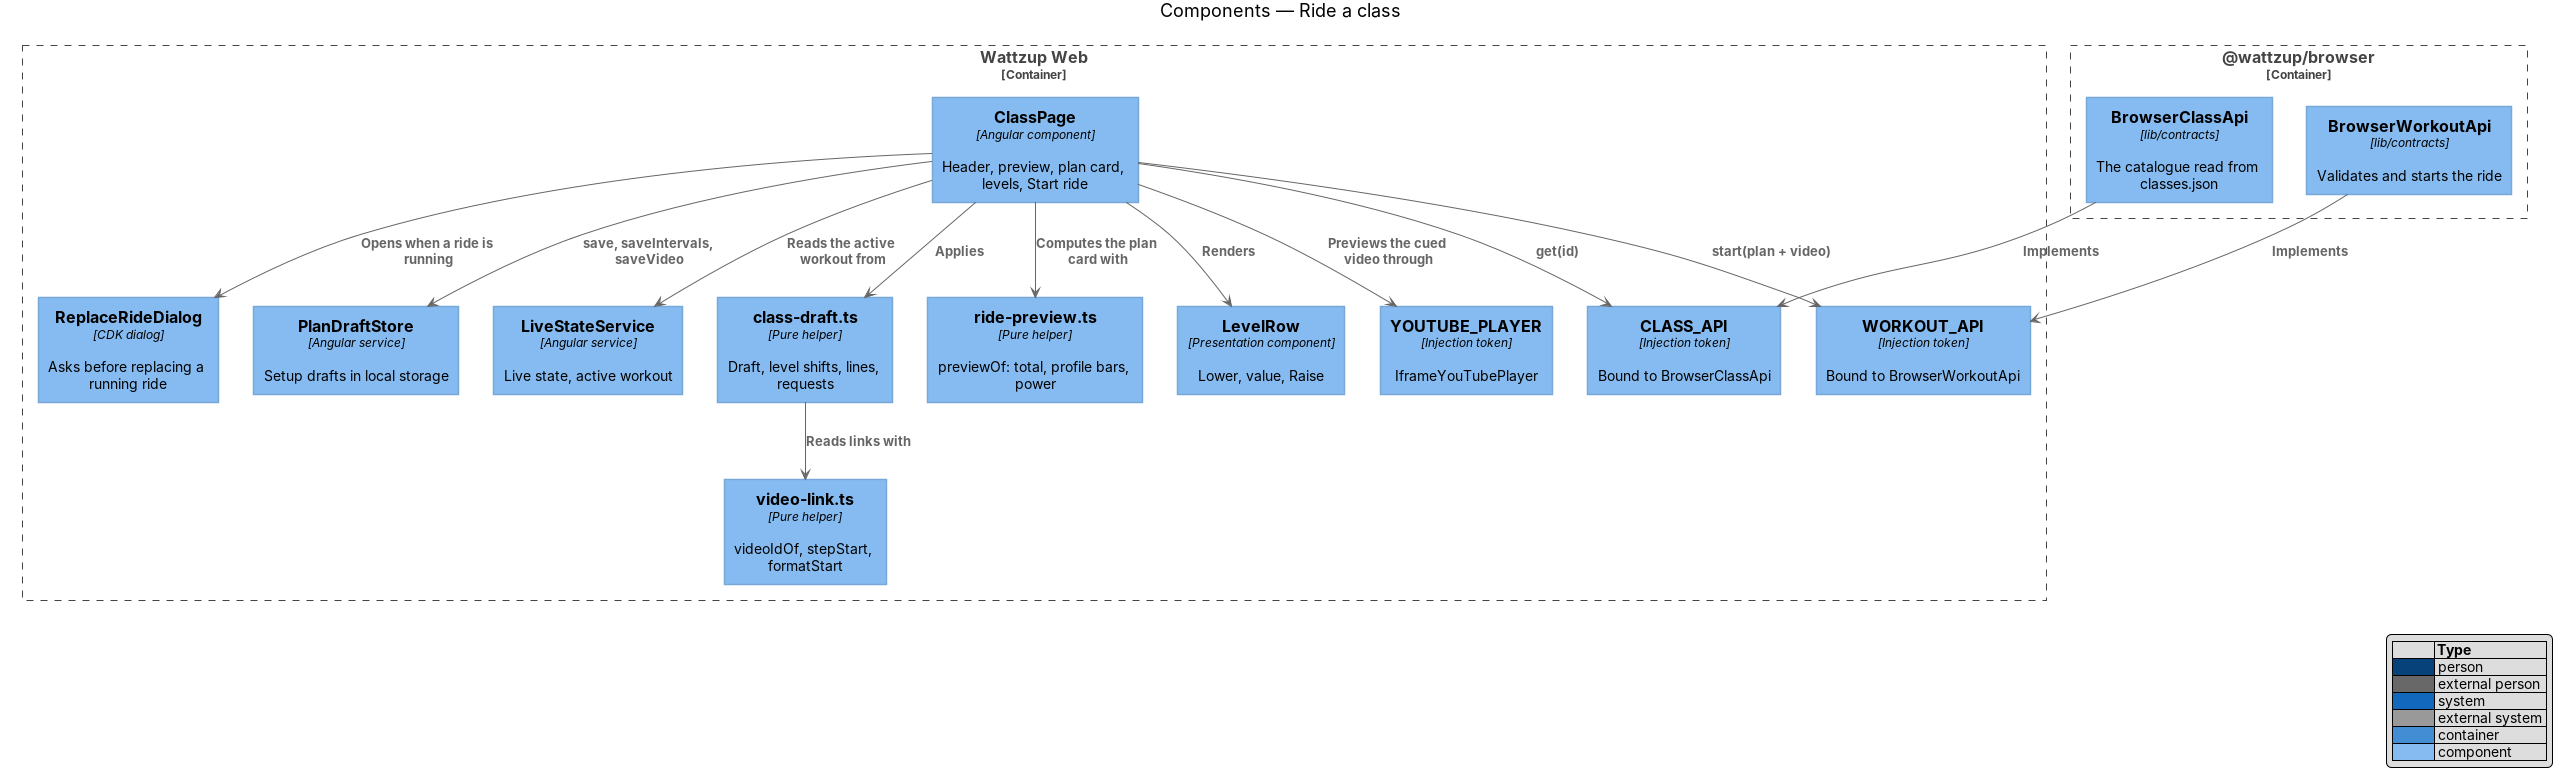 Components — Ride a class
Wattzup Web
[Container]
@wattzup/browser
[Container]
ClassPage
[Angular component]
Header, preview, plan card,
levels, Start ride
BrowserClassApi
[lib/contracts]
The catalogue read from
classes.json
BrowserWorkoutApi
[lib/contracts]
Validates and starts the ride
Opens when a ride is
running
save, saveIntervals,
saveVideo
Reads the active
workout from
Applies
Computes the plan
card with
Renders
Previews the cued
video through
get(id)
start(plan + video)
Implements
Implements
ReplaceRideDialog
[CDK dialog]
Asks before replacing a
running ride
PlanDraftStore
[Angular service]
Setup drafts in local storage
LiveStateService
[Angular service]
Live state, active workout
class-draft.ts
[Pure helper]
Draft, level shifts, lines,
requests
ride-preview.ts
[Pure helper]
previewOf: total, profile bars,
power
LevelRow
[Presentation component]
Lower, value, Raise
YOUTUBE_PLAYER
[Injection token]
IframeYouTubePlayer
CLASS_API
[Injection token]
Bound to BrowserClassApi
WORKOUT_API
[Injection token]
Bound to BrowserWorkoutApi
Reads links with
video-link.ts
[Pure helper]
videoIdOf, stepStart,
formatStart
Type
person
external person
system
external system
container
component